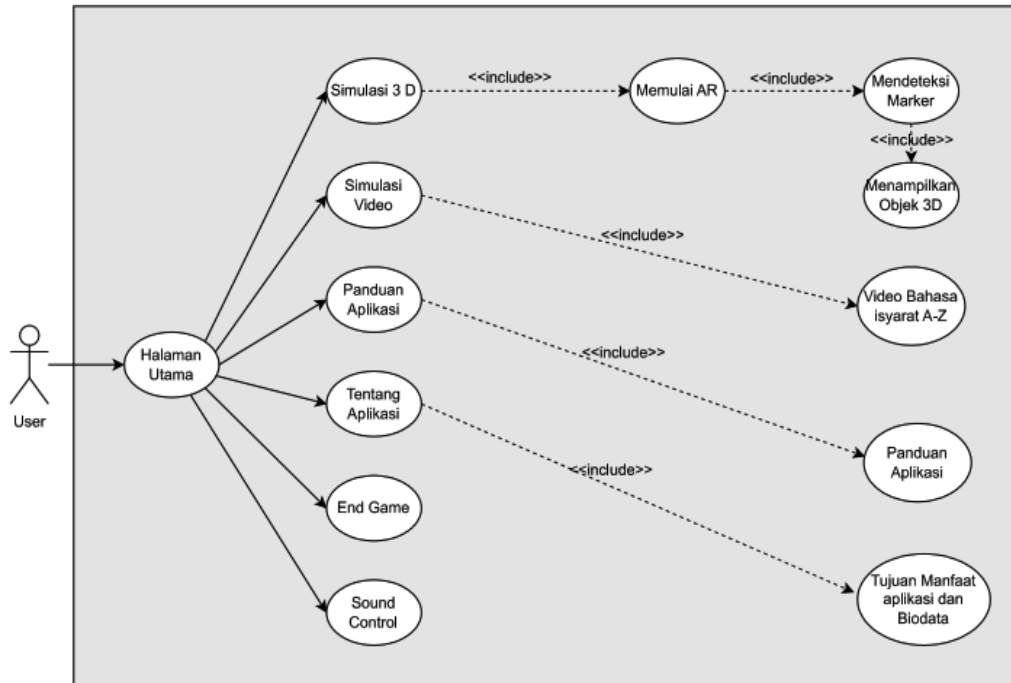 Simulasi 3 D
<<include>>
Memulai AR
<<include>>
Mendeteksi
Marker
<<include>>
Menampilkan
Objek 3D
Simulasi
Video
<<include>>
Video Bahasa
isyarat A-Z
Panduan
Aplikasi
<<include>>
Panduan
Aplikasi
User
Halaman
Utama
Tentang
Aplikasi
<<include>>
Tujuan Manfaat
aplikasi dan
Biodata
End Game
Sound
Control